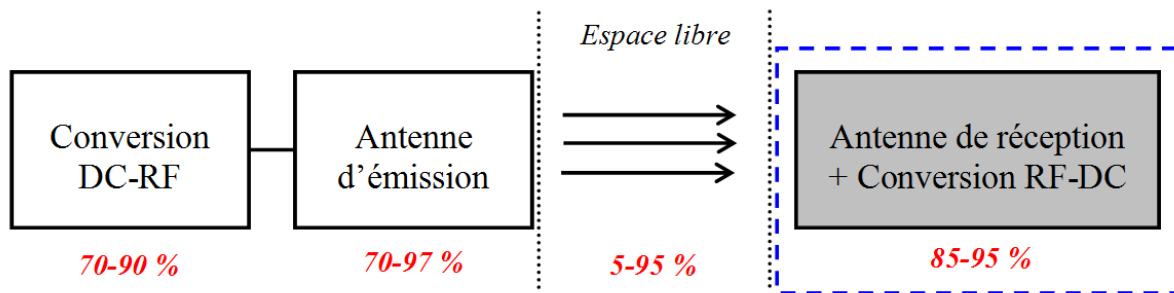 Espace libre
Conversion
DC-RF
Antenne
d'émission
Antenne de réception
+ Conversion RF-DC
70-90 %
70-97 %
5-95 %
85-95 %